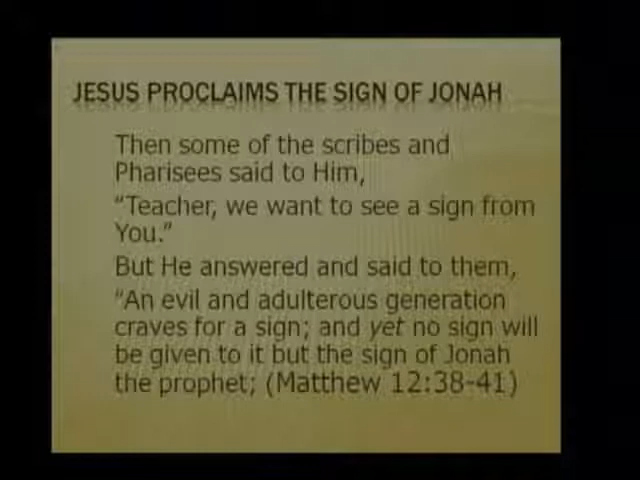 JESUS PROCLAIMS THE SIGN OF JONAH
Then some of the scribes and
Pharisees said to Him,
“Teacher, we want to see a sign from
You.”
But He answered and said to them,
“An evil and adulterous generation
craves for a sign; and yet no sign will
be given to it but the sign of Jonah
the prophet; (Matthew 12:38-41)